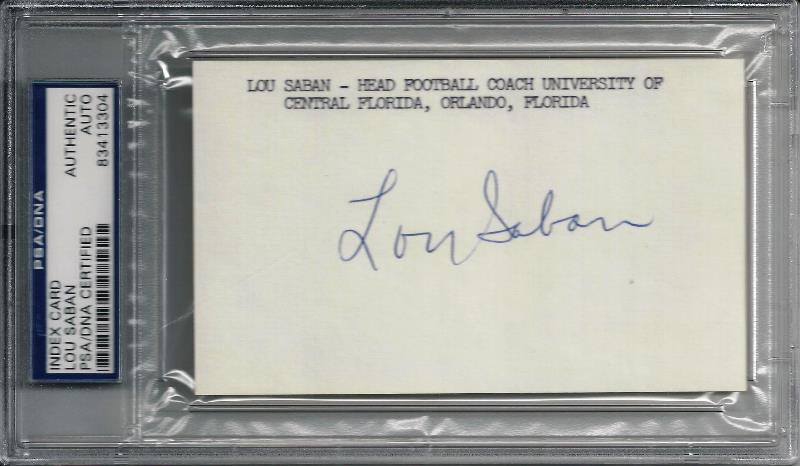 PSA/DNA
INDEX CARD
LOU SABAN
PSA/DNA CERTIFIED
AUTHENTIC
AUTO
83413304
LOU SABAN - HEAD FOOTBALL COACH UNIVERSITY OF
CENTRAL FLORIDA, ORLANDO, FLORIDA
Lou Saban